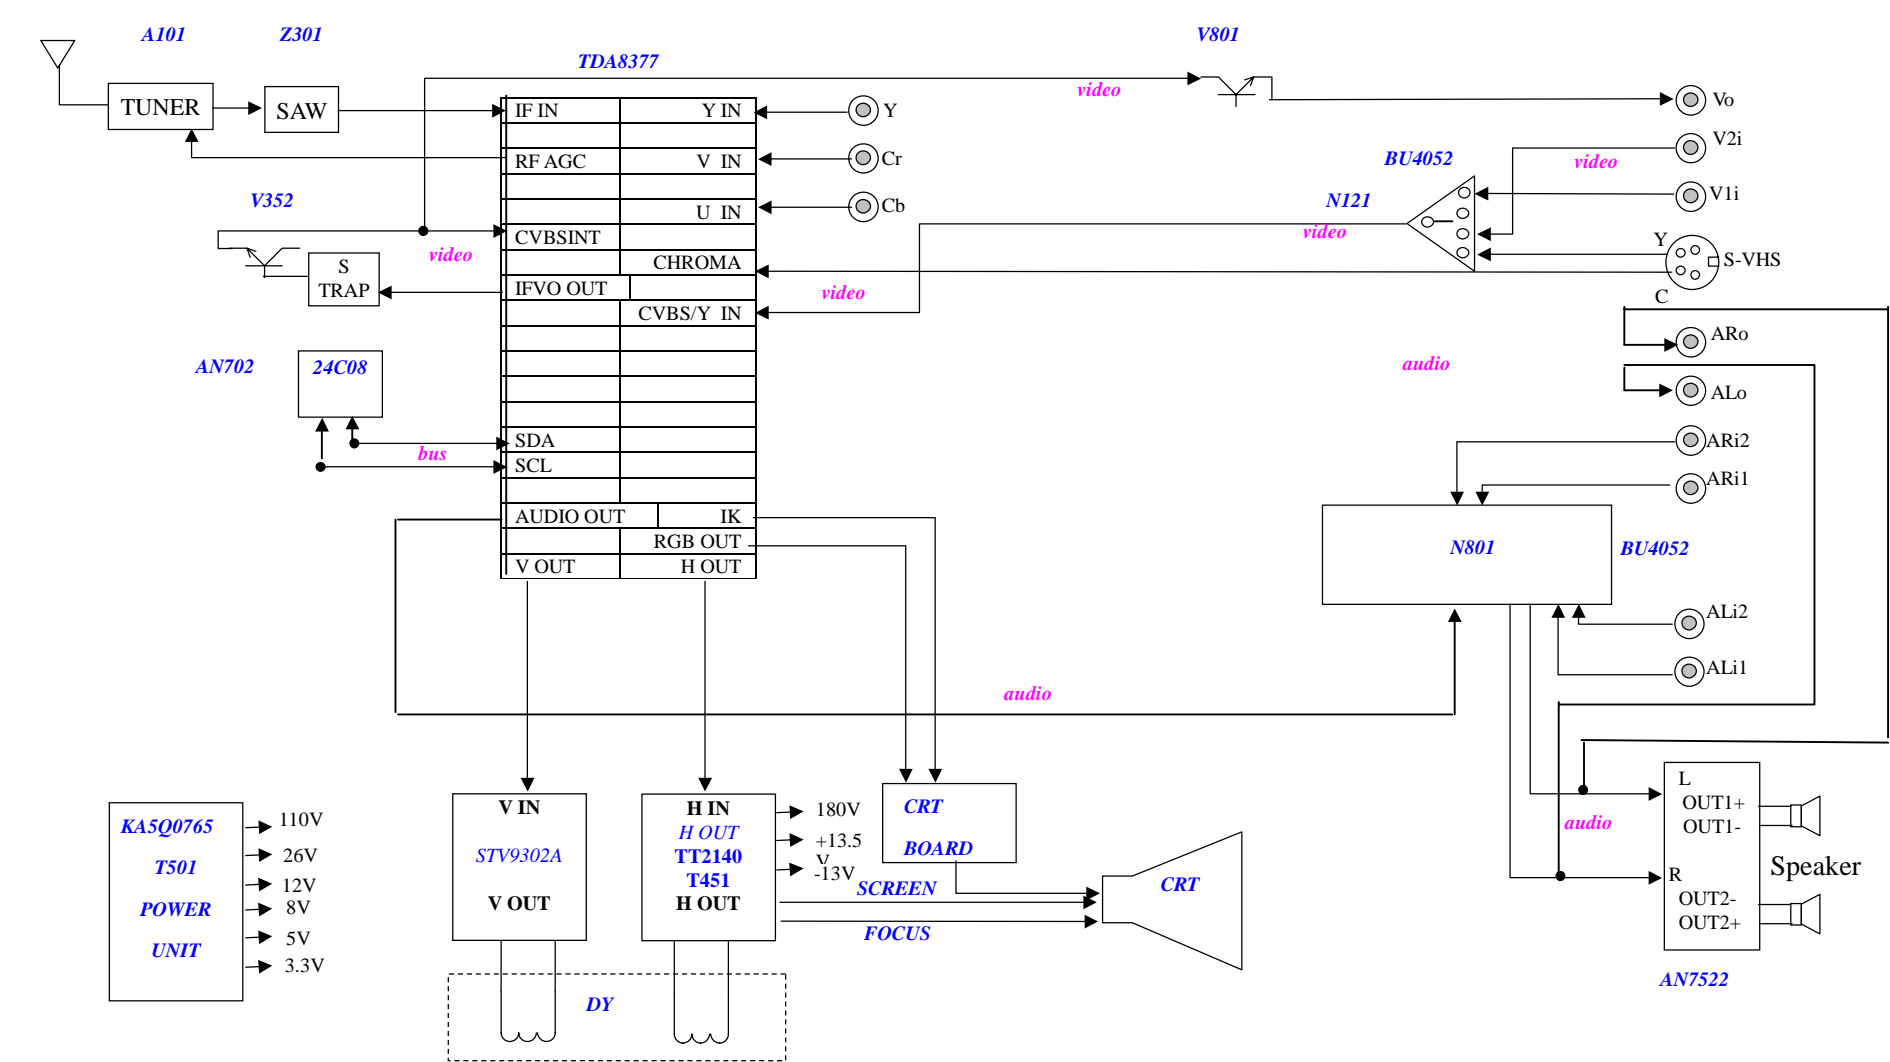 A101
Z301
V801
TDA8377
video
TUNER
SAW
IF IN
Y IN
Y
Vo
V2i
RF AGC
V IN
Cr
BU4052
video
V352
U IN
Cb
N121
V1i
CVBSINT
video
video
Y
S
TRAP
CHROMA
S-VHS
IFVO OUT
video
C
CVBS/Y IN
ARo
AN702
24C08
audio
ALo
SDA
ARi2
bus
SCL
ARi1
AUDIO OUT
IK
RGB OUT
N801
BU4052
V OUT
H OUT
ALi2
ALi1
audio
L
V IN
H IN
180V
CRT
OUT1+
KA5Q0765
110V
H OUT
+13.5
V
audio
OUT1-
STV9302A
TT2140
BOARD
T501
26V
T451
-13V
Speaker
12V
SCREEN
CRT
R
POWER
8V
V OUT
H OUT
OUT2-
FOCUS
OUT2+
UNIT
5V
3.3V
AN7522
DY